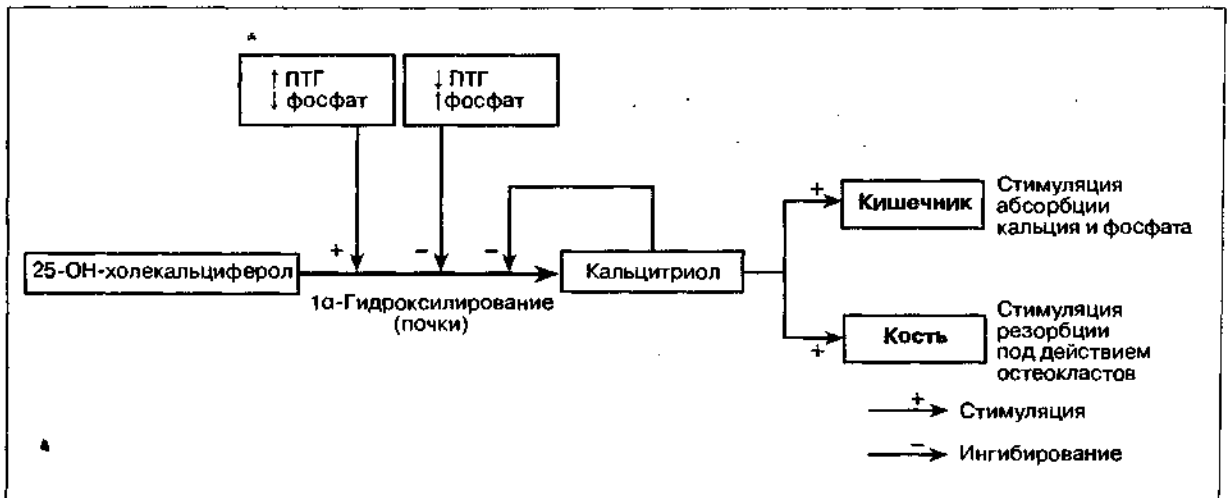 ↑ ПТГ
↓ фосфат
↓ ПТГ
↑фосфат
+
Кишечник
Стимуляция
абсорбции
кальция и фосфата
+
−
−
25-ОН-холекальциферол
Кальцитриол
1α-Гидроксилирование
(почки)
+
Кость
Стимуляция
резорбции
под действием
остеокластов
+
Стимуляция
−
Ингибирование